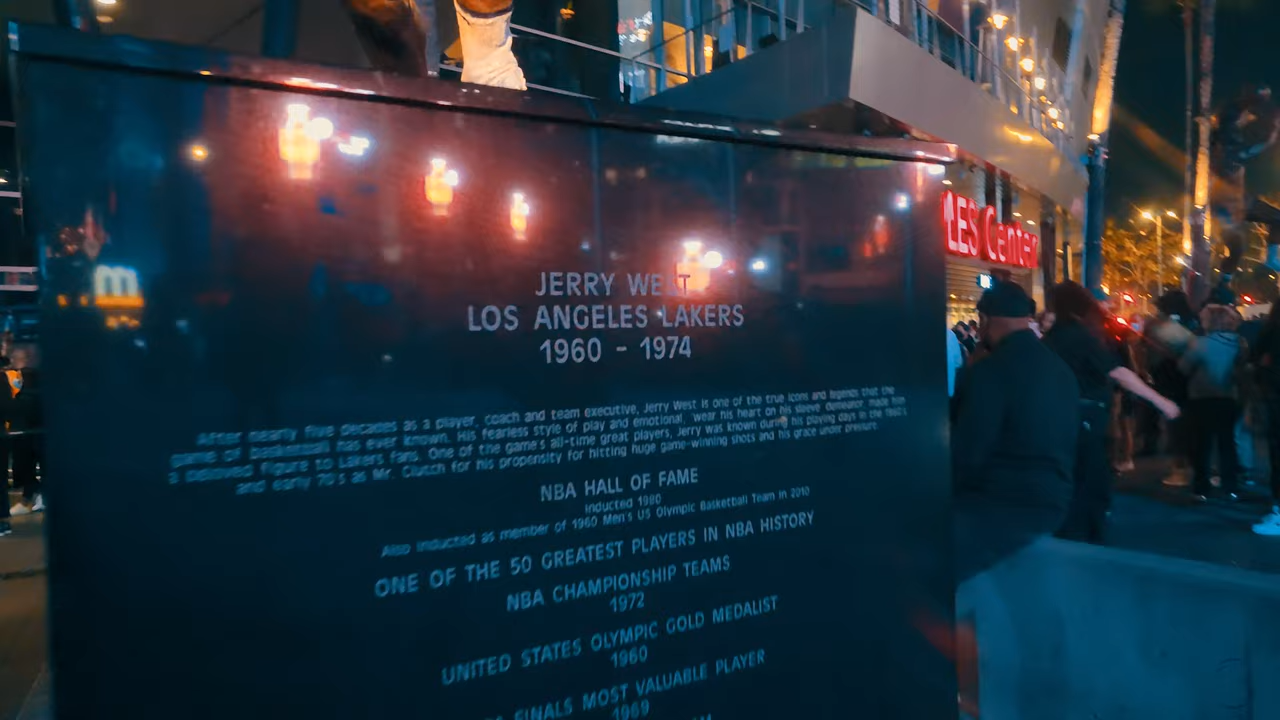 m
STAPLES Center
JERRY WEST
LOS ANGELES LAKERS
1960 - 1974
After nearly five decades as a player, coach and team executive, Jerry West is one of the true icons and legends that the
game of basketball has ever known. His fearless style of play and emotional, wear his heart on his sleeve demeanor made him
a beloved figure to Lakers fans. One of the game's all-time great players, Jerry was known during his playing days in the 1960's
and early 70's as Mr. Clutch for his propensity for hitting huge game-winning shots and his grace under pressure.
NBA HALL OF FAME
Inducted 1980
Also inducted as member of 1960 Men's US Olympic Basketball Team in 2010
ONE OF THE 50 GREATEST PLAYERS IN NBA HISTORY
NBA CHAMPIONSHIP TEAMS
1972
UNITED STATES OLYMPIC GOLD MEDALIST
1960
FINALS MOST VALUABLE PLAYER
1969